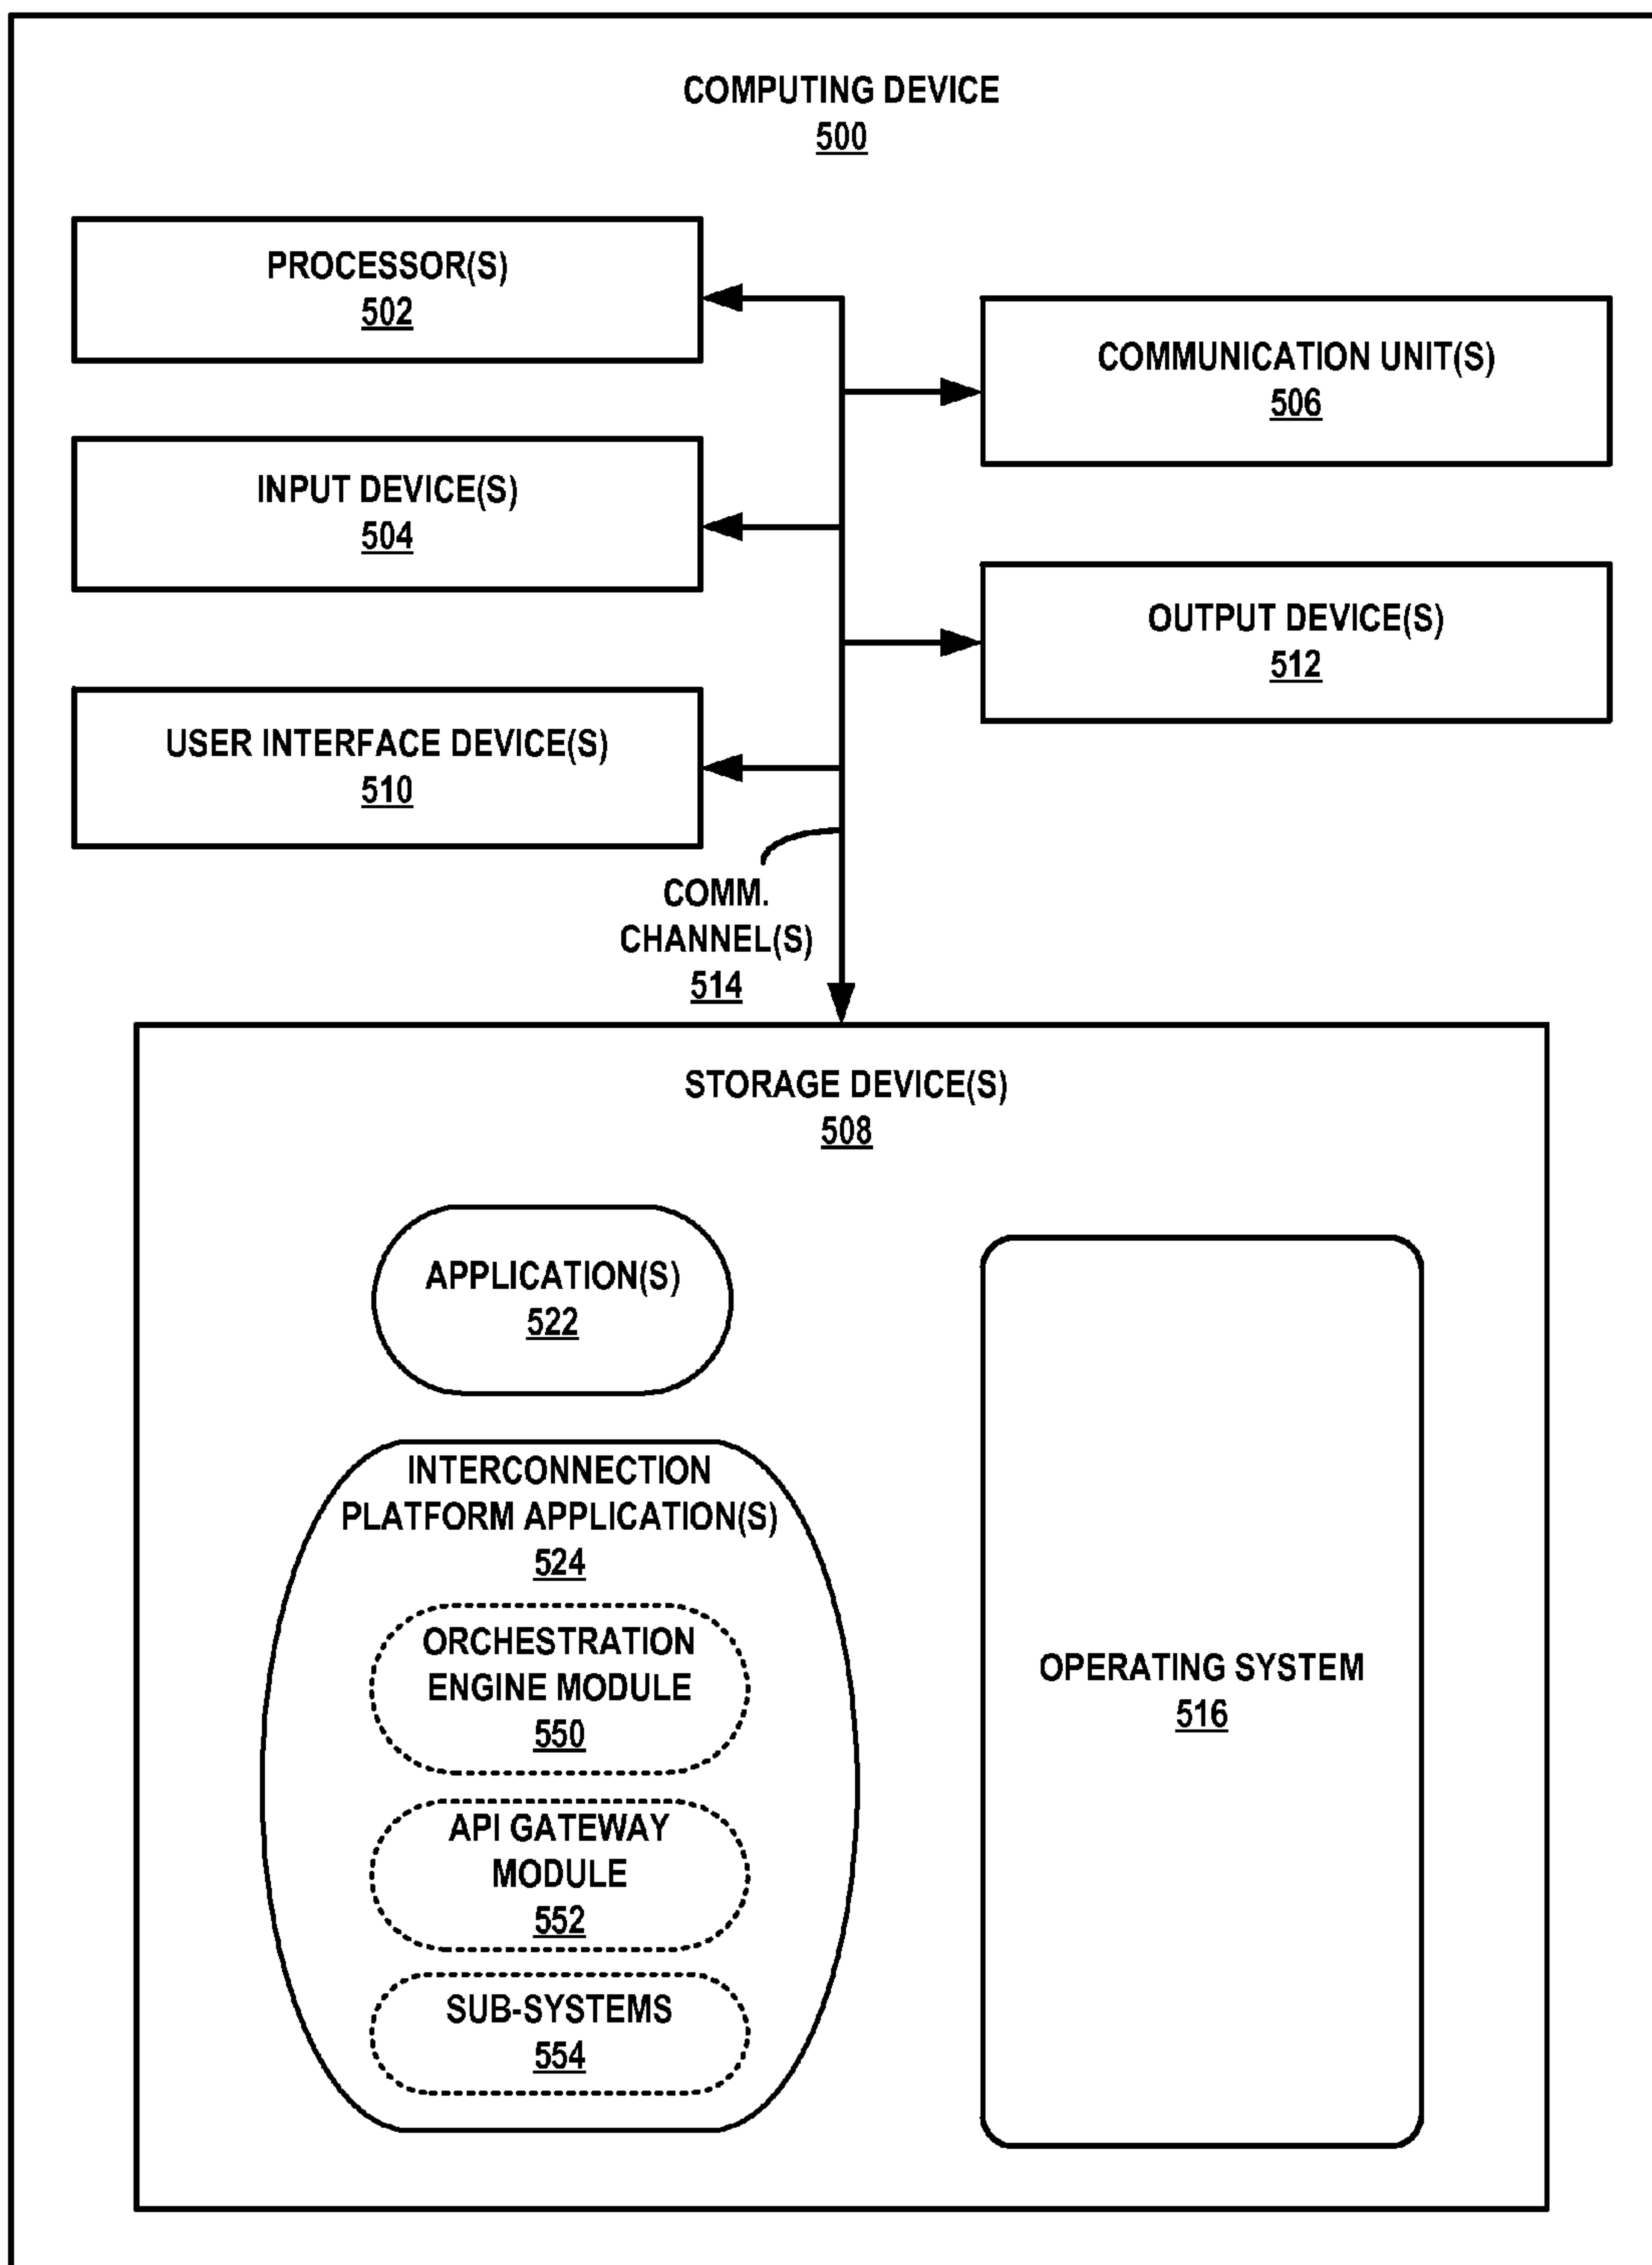 COMPUTING DEVICE
500
PROCESSOR(S)
502
COMMUNICATION UNIT(S)
506
INPUT DEVICE(S)
504
OUTPUT DEVICE(S)
512
USER INTERFACE DEVICE(S)
510
COMM.
CHANNEL(S)
514
STORAGE DEVICE(S)
508
APPLICATION(S)
522
INTERCONNECTION
PLATFORM APPLICATION(S)
524
ORCHESTRATION
ENGINE MODULE
550
API GATEWAY
MODULE
552
SUB-SYSTEMS
554
OPERATING SYSTEM
516